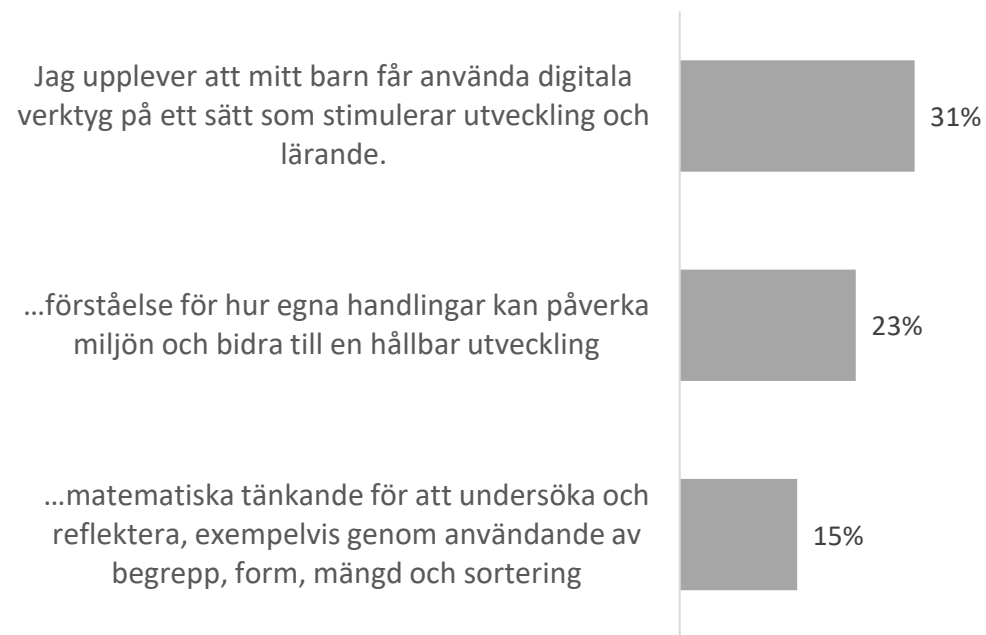 Jag upplever att mitt barn får använda digitala
verktyg på ett sätt som stimulerar utveckling och
lärande.
31%
...förståelse för hur egna handlingar kan påverka
miljön och bidra till en hållbar utveckling
23%
...matematiska tänkande för att undersöka och
reflektera, exempelvis genom användande av
begrepp, form, mängd och sortering
15%